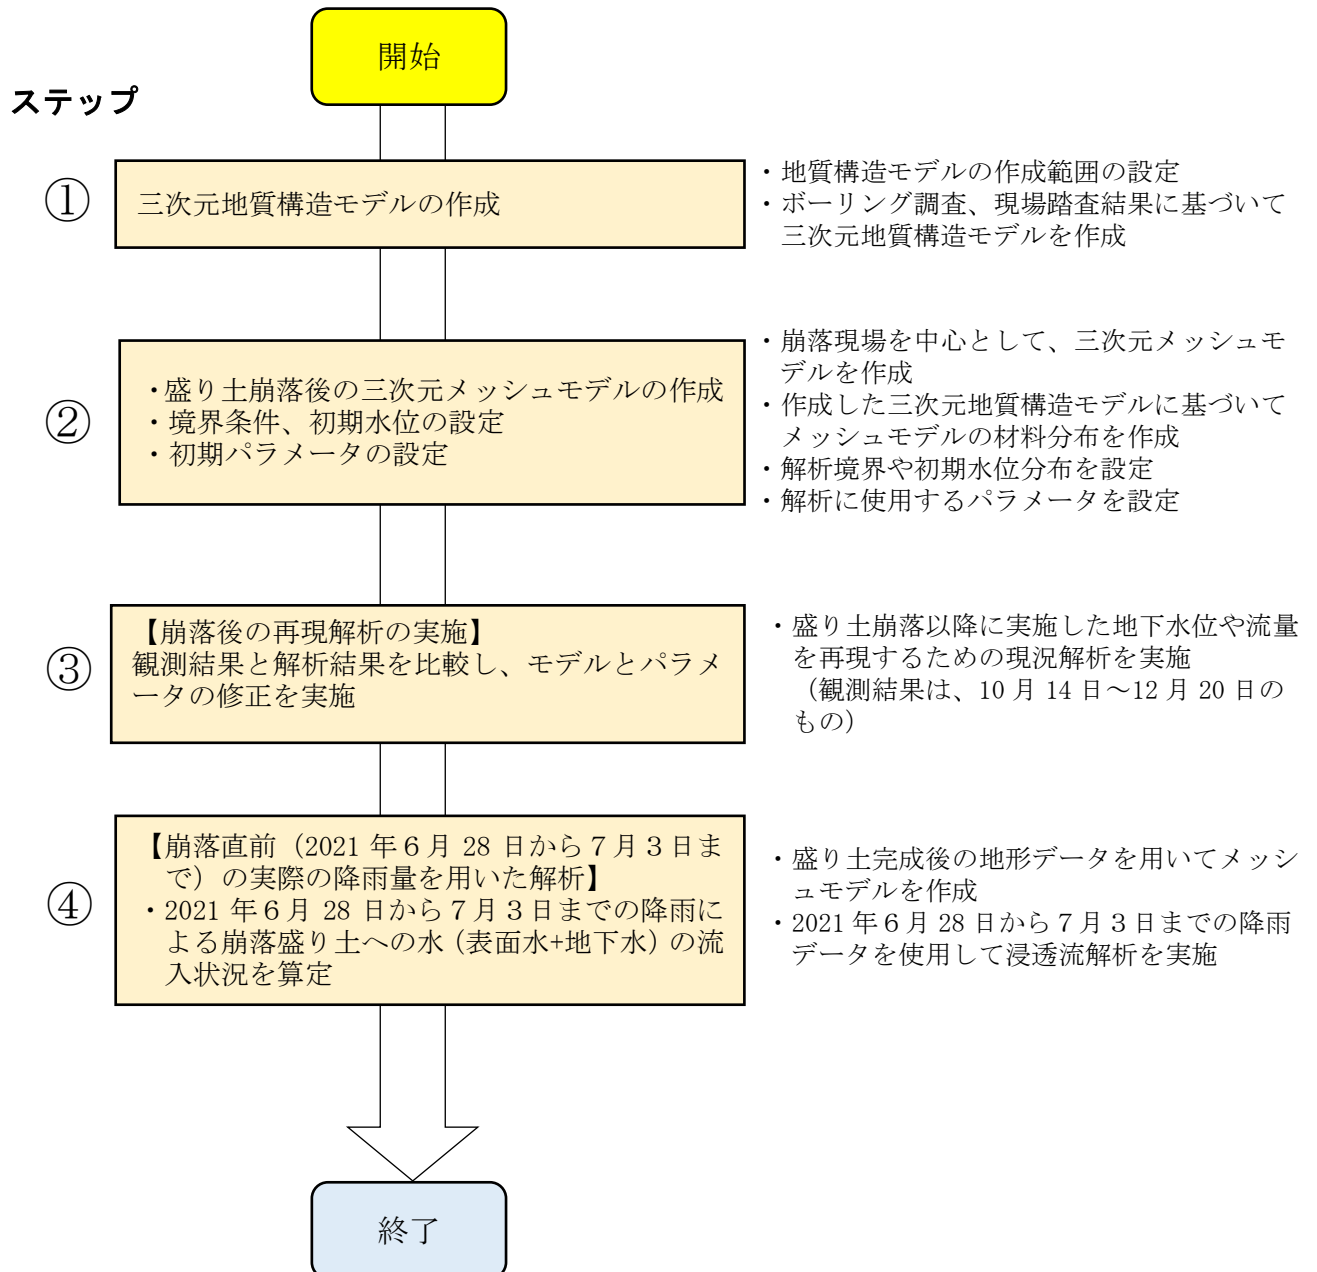 開始
ステップ
①
三次元地質構造モデルの作成
・地質構造モデルの作成範囲の設定
・ボーリング調査、現場踏査結果に基づいて
三次元地質構造モデルを作成
②
・盛り土崩落後の三次元メッシュモデルの作成
・境界条件、初期水位の設定
・初期パラメータの設定
・崩落現場を中心として、三次元メッシュモ
デルを作成
・作成した三次元地質構造モデルに基づいて
メッシュモデルの材料分布を作成
・解析境界や初期水位分布を設定
・解析に使用するパラメータを設定
③
【崩落後の再現解析の実施】
観測結果と解析結果を比較し、モデルとパラメ
ータの修正を実施
・盛り土崩落以降に実施した地下水位や流量
を再現するための現況解析を実施
（観測結果は、10 月 14 日～12 月 20 日の
もの）
④
【崩落直前（2021 年６月 28 日から７月３日ま
で）の実際の降雨量を用いた解析】
・2021 年６月 28 日から７月３日までの降雨に
よる崩落盛り土への水（表面水+地下水）の流
入状況を算定
・盛り土完成後の地形データを用いてメッシ
ュモデルを作成
・2021 年６月 28 日から７月３日までの降雨
データを使用して浸透流解析を実施
終了